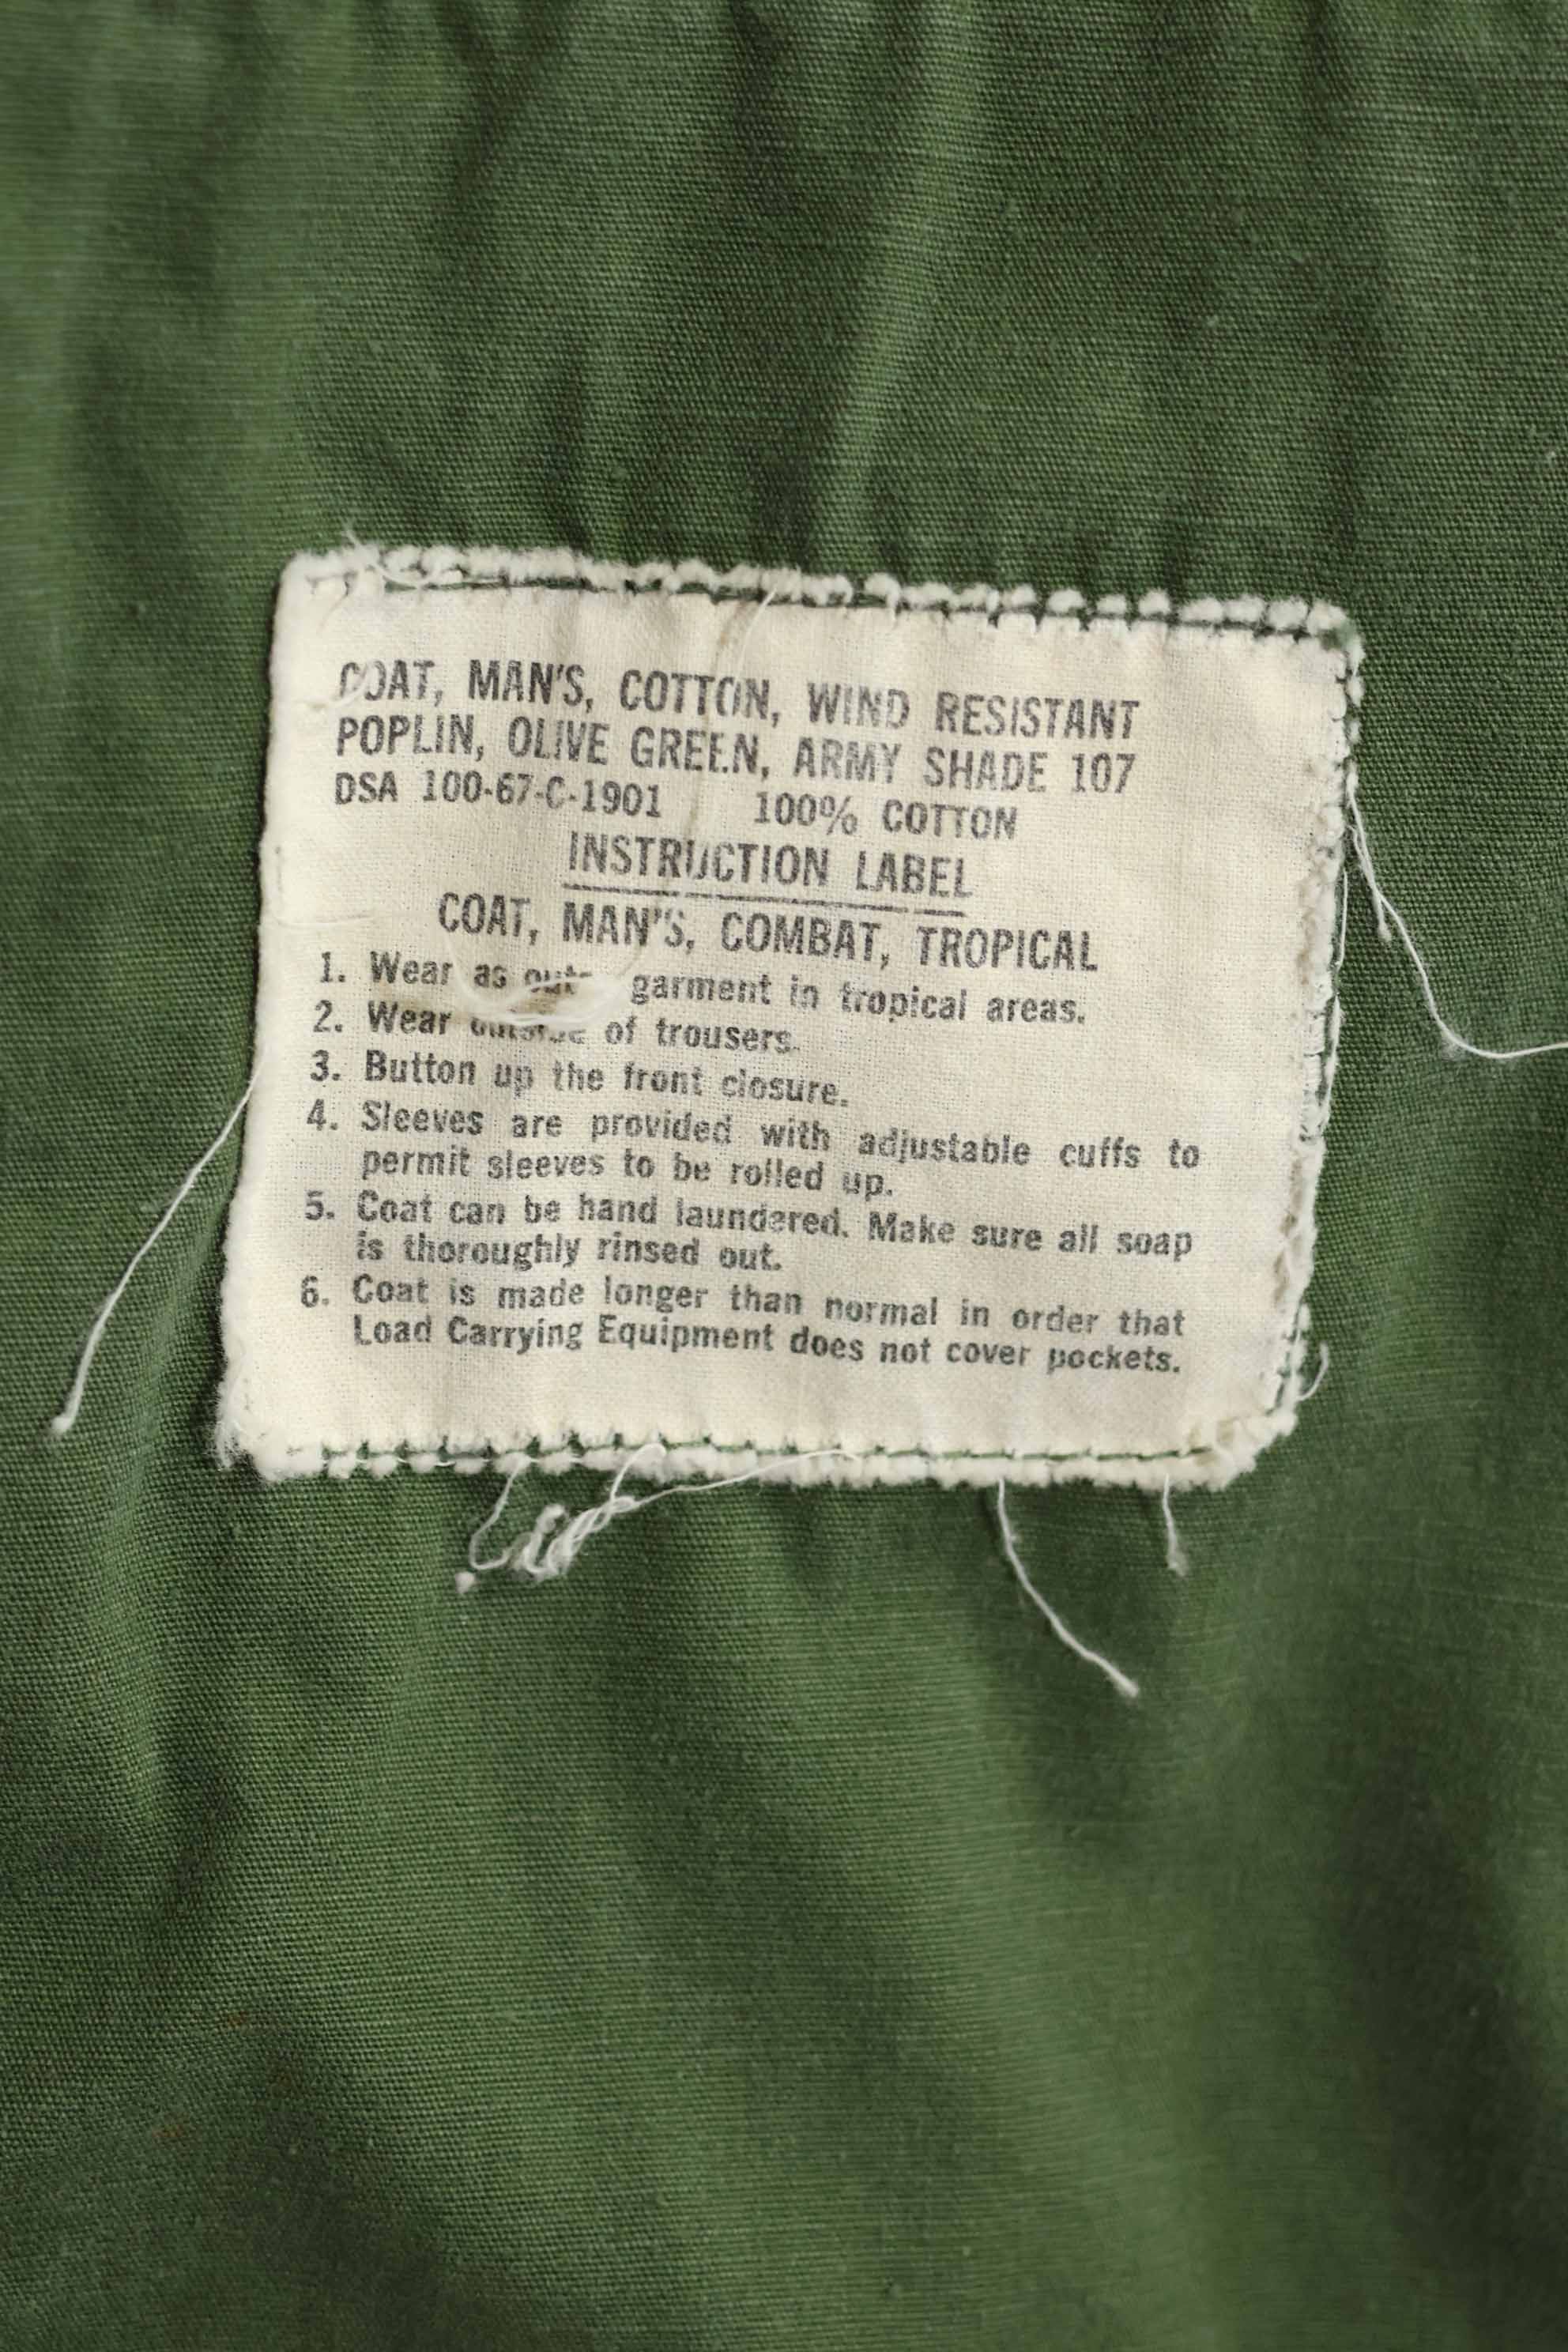 COAT, MAN'S, COTTON, WIND RESISTANT
POPLIN, OLIVE GREEN, ARMY SHADE 107
DSA 100-67-C-1901 100% COTTON
INSTRUCTION LABEL
COAT, MAN'S, COMBAT, TROPICAL
1. Wear as garment in tropical areas.
2. Wear outside of trousers.
3. Button up the front closure.
4. Sleeves are provided with adjustable cuffs to
permit sleeves to be rolled up.
5. Coat can be hand laundered. Make sure all soap
is thoroughly rinsed out.
6. Coat is made longer than normal in order that
Load Carrying Equipment does not cover pockets.